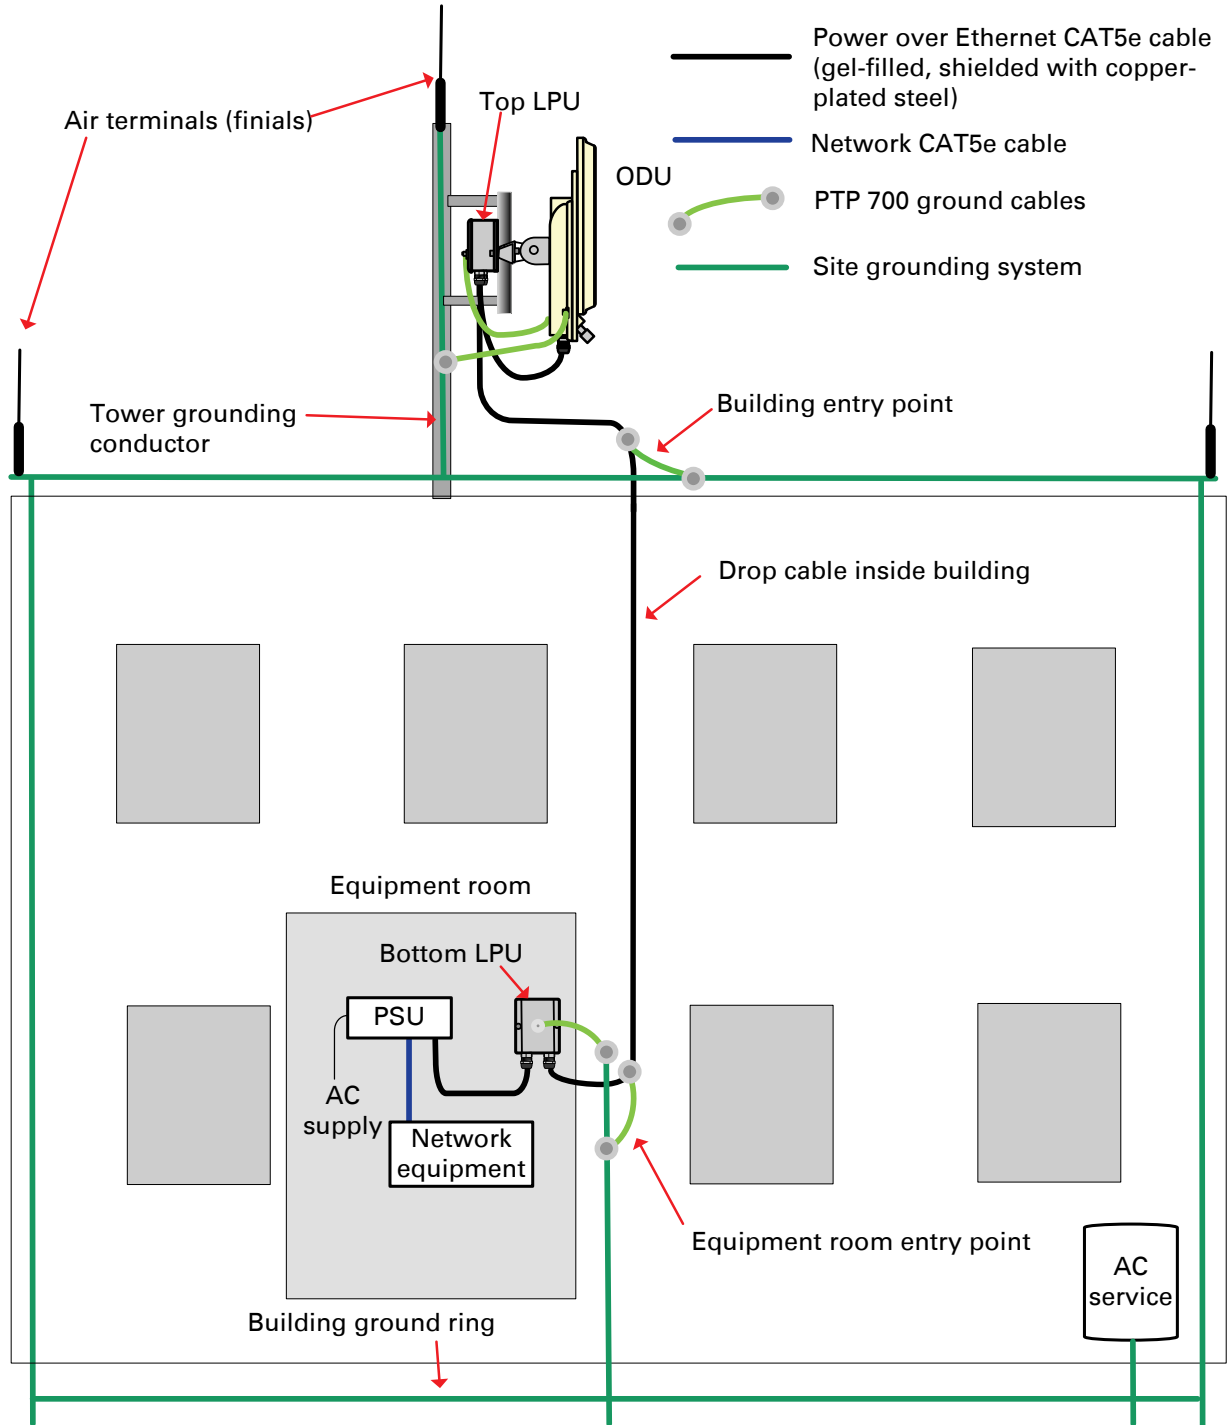 Power over Ethernet CAT5e cable
(gel-filled, shielded with copper-
plated steel)
Top LPU
Air terminals (finials)
Network CAT5e cable
ODU
PTP 700 ground cables
Site grounding system
Tower grounding
conductor
Building entry point
Drop cable inside building
Equipment room
Bottom LPU
PSU
AC
supply
Network
equipment
Equipment room entry point
AC
service
Building ground ring